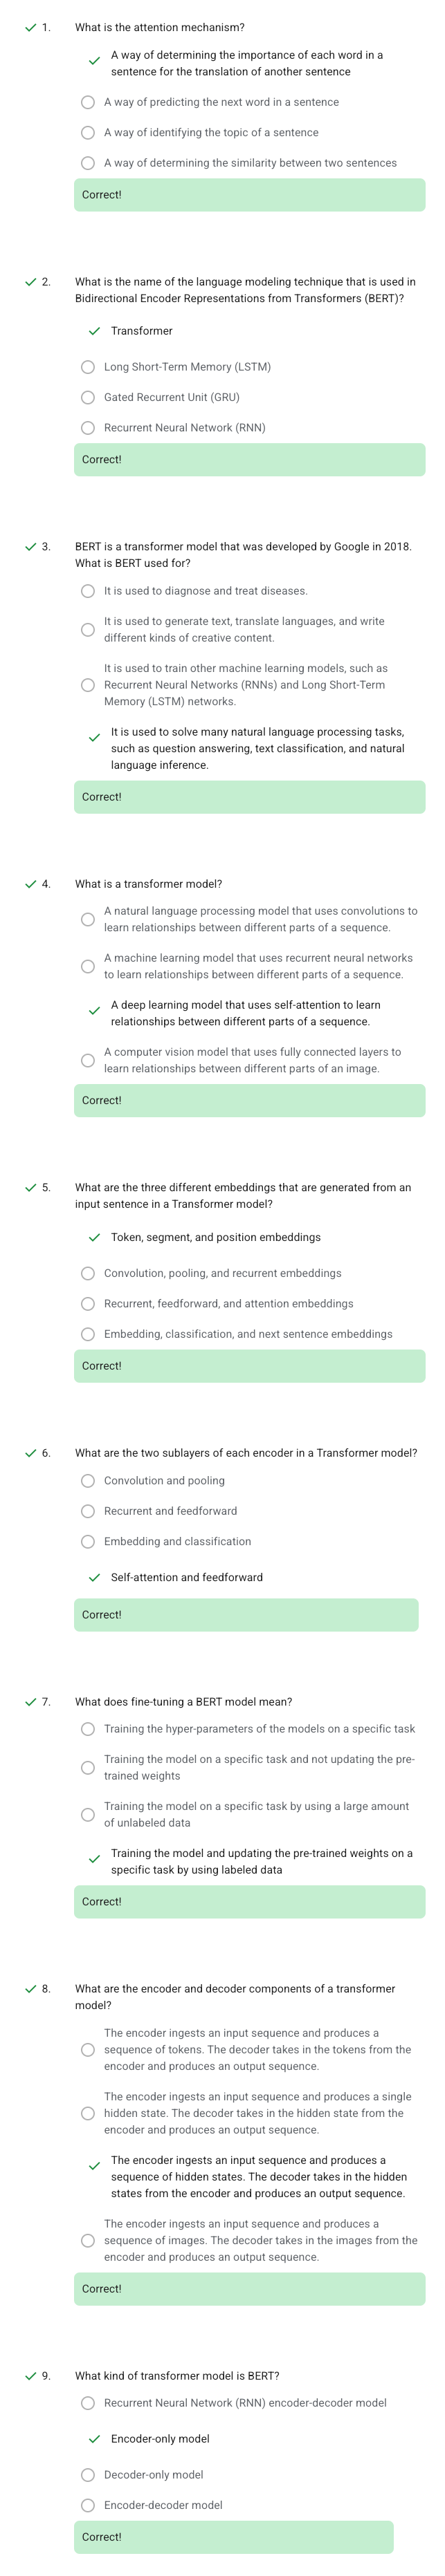 1. What is the attention mechanism?
A way of determining the importance of each word in a
sentence for the translation of another sentence
A way of predicting the next word in a sentence
A way of identifying the topic of a sentence
A way of determining the similarity between two sentences
Correct!
2. What is the name of the language modeling technique that is used in
Bidirectional Encoder Representations from Transformers (BERT)?
Transformer
Long Short-Term Memory (LSTM)
Gated Recurrent Unit (GRU)
Recurrent Neural Network (RNN)
Correct!
3. BERT is a transformer model that was developed by Google in 2018.
What is BERT used for?
It is used to diagnose and treat diseases.
It is used to generate text, translate languages, and write
different kinds of creative content.
It is used to train other machine learning models, such as
Recurrent Neural Networks (RNNs) and Long Short-Term
Memory (LSTM) networks.
It is used to solve many natural language processing tasks,
such as question answering, text classification, and natural
language inference.
Correct!
4. What is a transformer model?
A natural language processing model that uses convolutions to
learn relationships between different parts of a sequence.
A machine learning model that uses recurrent neural networks
to learn relationships between different parts of a sequence.
A deep learning model that uses self-attention to learn
relationships between different parts of a sequence.
A computer vision model that uses fully connected layers to
learn relationships between different parts of an image.
Correct!
5. What are the three different embeddings that are generated from an
input sentence in a Transformer model?
Token, segment, and position embeddings
Convolution, pooling, and recurrent embeddings
Recurrent, feedforward, and attention embeddings
Embedding, classification, and next sentence embeddings
Correct!
6. What are the two sublayers of each encoder in a Transformer model?
Convolution and pooling
Recurrent and feedforward
Embedding and classification
Self-attention and feedforward
Correct!
7. What does fine-tuning a BERT model mean?
Training the hyper-parameters of the models on a specific task
Training the model on a specific task and not updating the pre-
trained weights
Training the model on a specific task by using a large amount
of unlabeled data
Training the model and updating the pre-trained weights on a
specific task by using labeled data
Correct!
8. What are the encoder and decoder components of a transformer
model?
The encoder ingests an input sequence and produces a
sequence of tokens. The decoder takes in the tokens from the
encoder and produces an output sequence.
The encoder ingests an input sequence and produces a single
hidden state. The decoder takes in the hidden state from the
encoder and produces an output sequence.
The encoder ingests an input sequence and produces a
sequence of hidden states. The decoder takes in the hidden
states from the encoder and produces an output sequence.
The encoder ingests an input sequence and produces a
sequence of images. The decoder takes in the images from the
encoder and produces an output sequence.
Correct!
9. What kind of transformer model is BERT?
Recurrent Neural Network (RNN) encoder-decoder model
Encoder-only model
Decoder-only model
Encoder-decoder model
Correct!